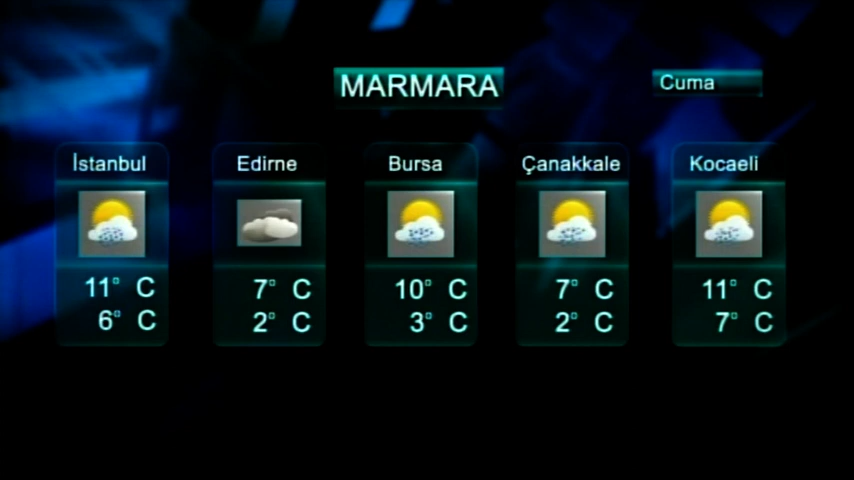 MARMARA
Cuma
İstanbul Edirne Bursa Çanakkale Kocaeli
11° C 7° C 10° C 7° C 11° C
6° C 2° C 3° C 2° C 7° C